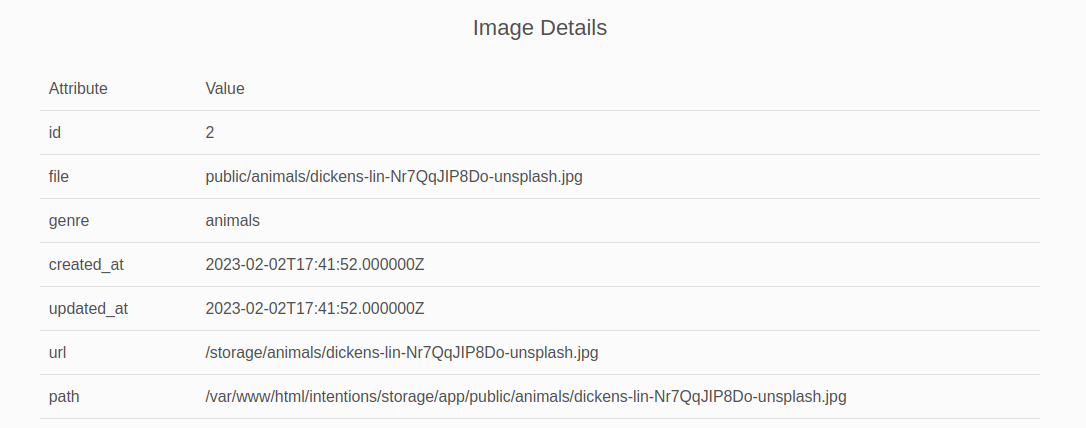 Image Details
Attribute Value
id 2
file public/animals/dickens-lin-Nr7QqJIP8Do-unsplash.jpg
genre animals
created_at 2023-02-02T17:41:52.000000Z
updated_at 2023-02-02T17:41:52.000000Z
url /storage/animals/dickens-lin-Nr7QqJIP8Do-unsplash.jpg
path /var/www/html/intentions/storage/app/public/animals/dickens-lin-Nr7QqJIP8Do-unsplash.jpg